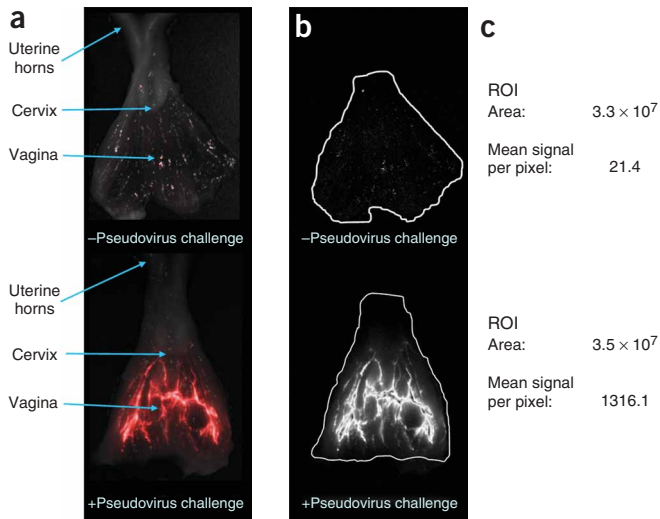 a
b
c
Uterine
horns
Cervix
Vagina
–Pseudovirus challenge
–Pseudovirus challenge
ROI
Area: 3.3 × 10⁷
Mean signal
per pixel: 21.4
Uterine
horns
Cervix
Vagina
+Pseudovirus challenge
+Pseudovirus challenge
ROI
Area: 3.5 × 10⁷
Mean signal
per pixel: 1316.1